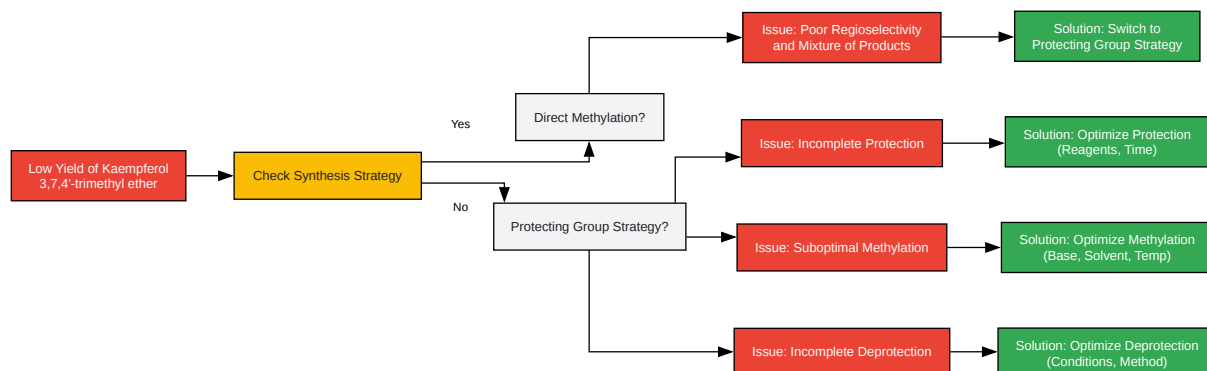 Issue: Poor Regioselectivity
and Mixture of Products
Solution: Switch to
Protecting Group Strategy
Direct Methylation?
Yes
Issue: Incomplete Protection
Solution: Optimize Protection
(Reagents, Time)
Low Yield of Kaempferol
3,7,4'-trimethyl ether
Check Synthesis Strategy
No
Protecting Group Strategy?
Issue: Suboptimal Methylation
Solution: Optimize Methylation
(Base, Solvent, Temp)
Issue: Incomplete Deprotection
Solution: Optimize Deprotection
(Conditions, Method)